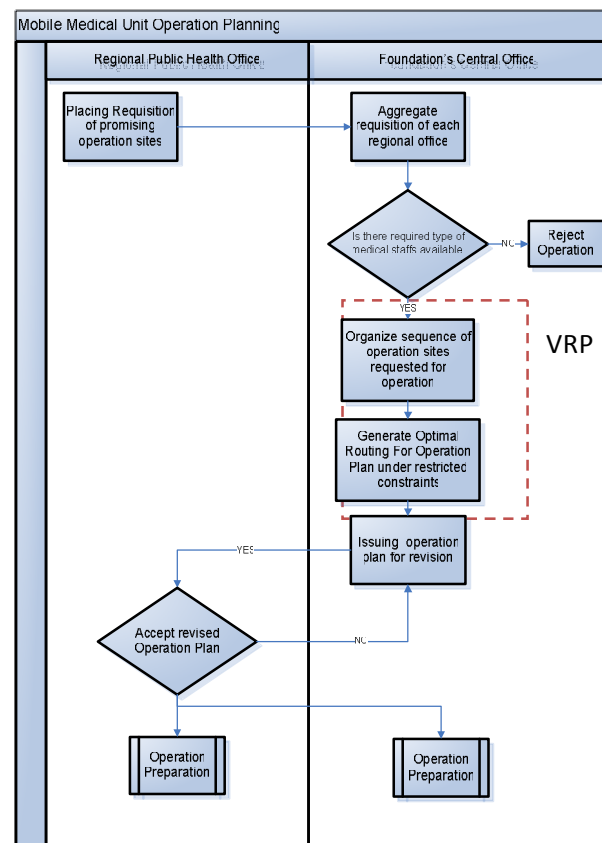 Mobile Medical Unit Operation Planning
Regional Public Health Office
Foundation's Central Office
Placing Requisition
of promising
operation sites
Aggregate
requisition of each
regional office
Is there required type of
medical staffs available
NO
Reject
Operation
YES
Organize sequence of
operation sites
requested for
operation
VRP
Generate Optimal
Routing For Operation
Plan under restricted
constraints
Issuing operation
plan for revision
YES
Accept revised
Operation Plan
NO
Operation
Preparation
Operation
Preparation